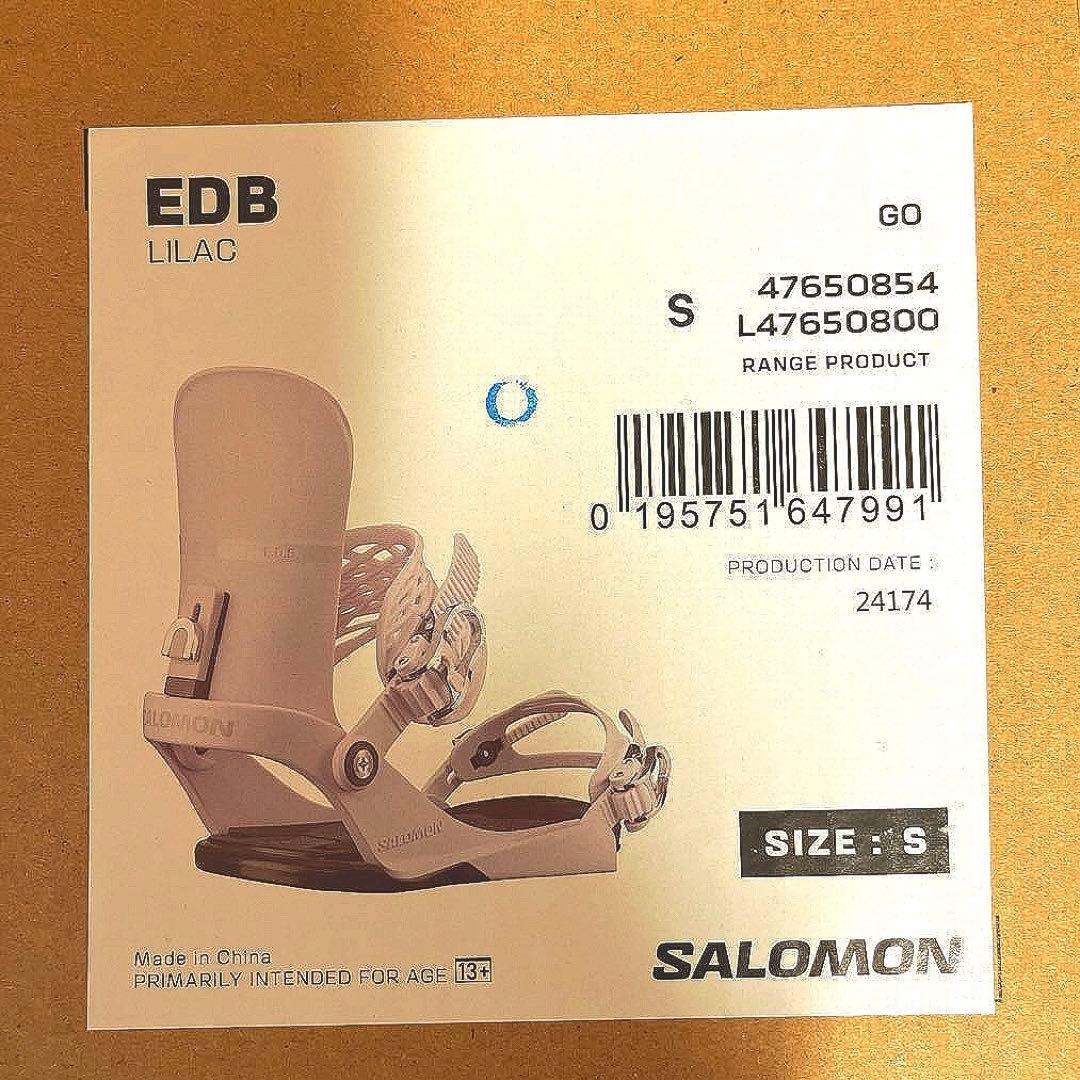 EDB
LILAC
GO
S
47650854
L47650800
RANGE PRODUCT
0 195751 647991
PRODUCTION DATE :
24174
SALOMON
SALOMON
SIZE : S
SALOMON
Made in China
PRIMARILY INTENDED FOR AGE 13+